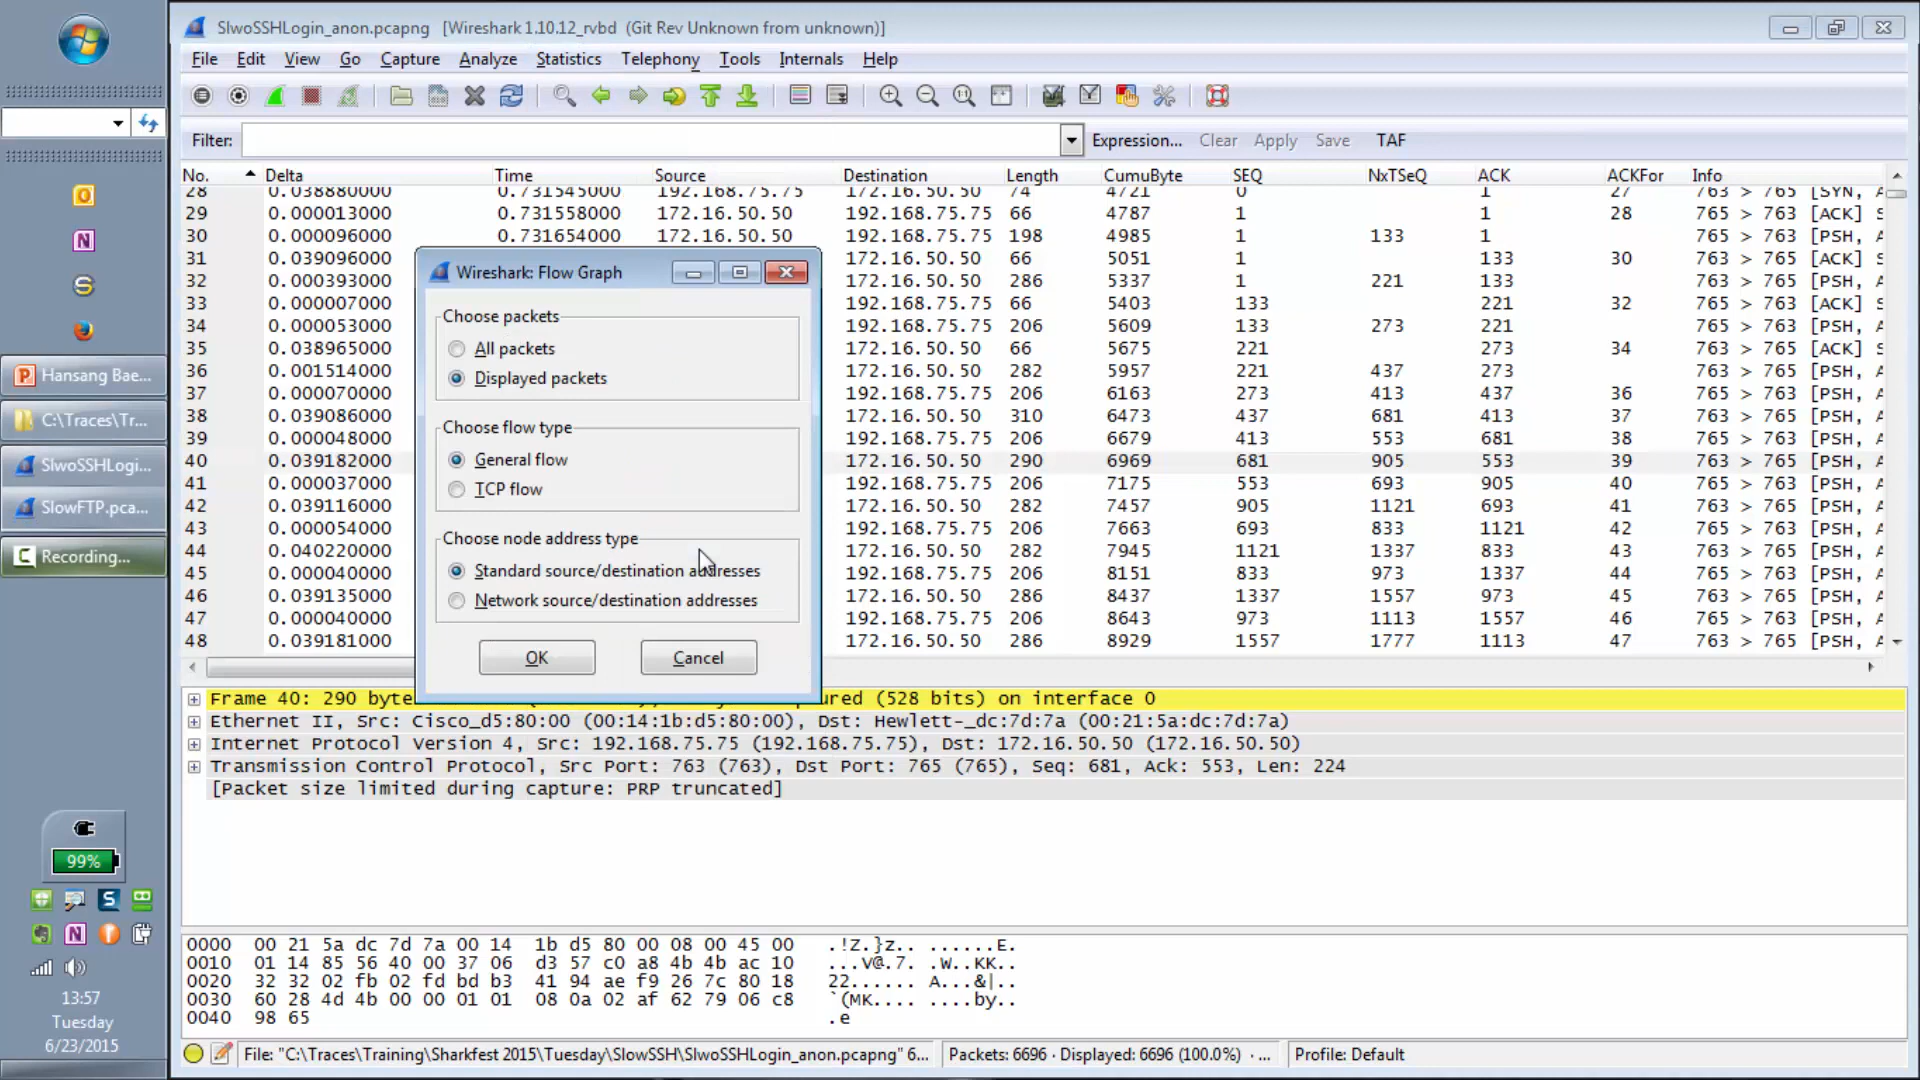 SlwoSSHLogin_anon.pcapng [Wireshark 1.10.12_rvbd (Git Rev Unknown from unknown)]
File Edit View Go Capture Analyze Statistics Telephony Tools Internals Help
Filter: Expression... Clear Apply Save TAF
No. Delta Time Source Destination Length CumuByte SEQ NxTSeQ ACK ACKFor Info
28 0.038880000 0.731545000 192.168.75.75 172.16.50.50 74 4721 0 1 27 763 > 765 [SYN, A
29 0.000013000 0.731558000 172.16.50.50 192.168.75.75 66 4787 1 1 28 765 > 763 [ACK] S
30 0.000096000 0.731654000 172.16.50.50 192.168.75.75 198 4985 1 133 1 765 > 763 [PSH, A
31 0.039096000 172.16.50.50 66 5051 1 133 30 763 > 765 [ACK] S
32 0.000393000 172.16.50.50 286 5337 1 221 133 763 > 765 [PSH, A
33 0.000007000 192.168.75.75 66 5403 133 221 32 765 > 763 [ACK] S
34 0.000053000 192.168.75.75 206 5609 133 273 221 765 > 763 [PSH, A
35 0.038965000 172.16.50.50 66 5675 221 273 34 763 > 765 [ACK] S
36 0.001514000 172.16.50.50 282 5957 221 437 273 763 > 765 [PSH, A
37 0.000070000 192.168.75.75 206 6163 273 413 437 36 765 > 763 [PSH, A
38 0.039086000 172.16.50.50 310 6473 437 681 413 37 763 > 765 [PSH, A
39 0.000048000 192.168.75.75 206 6679 413 553 681 38 765 > 763 [PSH, A
40 0.039182000 172.16.50.50 290 6969 681 905 553 39 763 > 765 [PSH, A
41 0.000037000 192.168.75.75 206 7175 553 693 905 40 765 > 763 [PSH, A
42 0.039116000 172.16.50.50 282 7457 905 1121 693 41 763 > 765 [PSH, A
43 0.000054000 192.168.75.75 206 7663 693 833 1121 42 765 > 763 [PSH, A
44 0.040220000 172.16.50.50 282 7945 1121 1337 833 43 763 > 765 [PSH, A
45 0.000040000 192.168.75.75 206 8151 833 973 1337 44 765 > 763 [PSH, A
46 0.039135000 172.16.50.50 286 8437 1337 1557 973 45 763 > 765 [PSH, A
47 0.000040000 192.168.75.75 206 8643 973 1113 1557 46 765 > 763 [PSH, A
48 0.039181000 172.16.50.50 286 8929 1557 1777 1113 47 763 > 765 [PSH, A
Wireshark: Flow Graph
Choose packets
All packets
Displayed packets
Choose flow type
General flow
TCP flow
Choose node address type
Standard source/destination addresses
Network source/destination addresses
OK Cancel
Frame 40: 290 byte ured (528 bits) on interface 0
Ethernet II, Src: Cisco_d5:80:00 (00:14:1b:d5:80:00), Dst: Hewlett-_dc:7d:7a (00:21:5a:dc:7d:7a)
Internet Protocol Version 4, Src: 192.168.75.75 (192.168.75.75), Dst: 172.16.50.50 (172.16.50.50)
Transmission Control Protocol, Src Port: 763 (763), Dst Port: 765 (765), Seq: 681, Ack: 553, Len: 224
[Packet size limited during capture: PRP truncated]
0000 00 21 5a dc 7d 7a 00 14 1b d5 80 00 08 00 45 00 .!Z.}z.. ......E.
0010 01 14 85 56 40 00 37 06 d3 57 c0 a8 4b 4b ac 10 ...V@.7. .W..KK..
0020 32 32 02 fb 02 fd bd b3 41 94 ae f9 26 7c 80 18 22...... A...&|..
0030 60 28 4d 4b 00 00 01 01 08 0a 02 af 62 79 06 c8 `(MK.... ....by..
0040 98 65 .e
File: "C:\Traces\Training\Sharkfest 2015\Tuesday\SlowSSH\SlwoSSHLogin_anon.pcapng" 6... Packets: 6696 · Displayed: 6696 (100.0%) · ... Profile: Default
Hansang Bae...
C:\Traces\Tr...
SlwoSSHLogi...
SlowFTP.pca...
Recording...
99%
13:57
Tuesday
6/23/2015